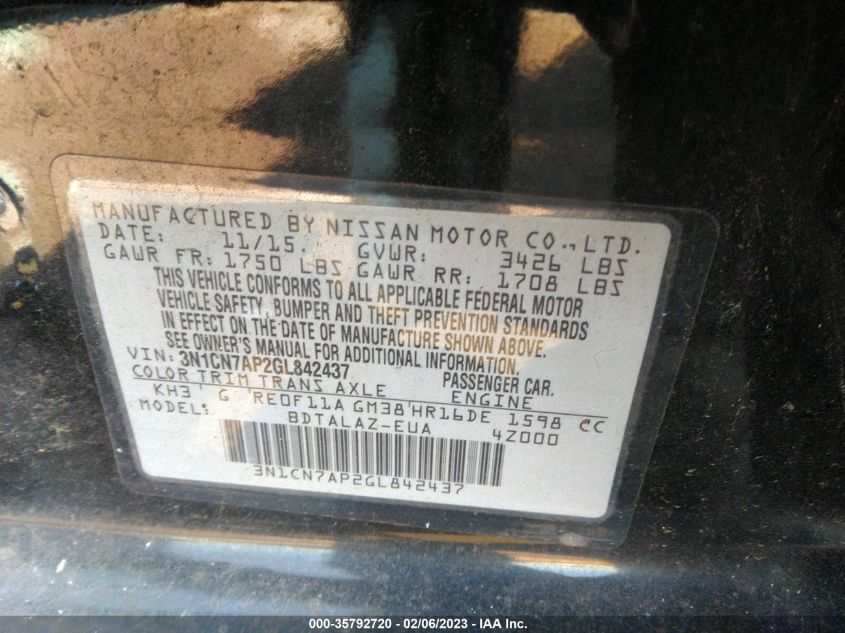 MANUFACTURED BY NISSAN MOTOR CO.,LTD.
DATE: 11/15. GVWR: 3426 LBS
GAWR FR: 1750 LBS GAWR RR: 1708 LBS
THIS VEHICLE CONFORMS TO ALL APPLICABLE FEDERAL MOTOR
VEHICLE SAFETY, BUMPER AND THEFT PREVENTION STANDARDS
IN EFFECT ON THE DATE OF MANUFACTURE SHOWN ABOVE.
SEE OWNER'S MANUAL FOR ADDITIONAL INFORMATION.
VIN: 3N1CN7AP2GL842437 PASSENGER CAR.
COLOR TRIM TRANS AXLE ENGINE
KH3 G RE0F11A GM38 HR16DE 1598 CC
MODEL: BDTALAZ-EUA 4Z000
3N1CN7AP2GL842437
000-35792720 - 02/06/2023 - IAA Inc.